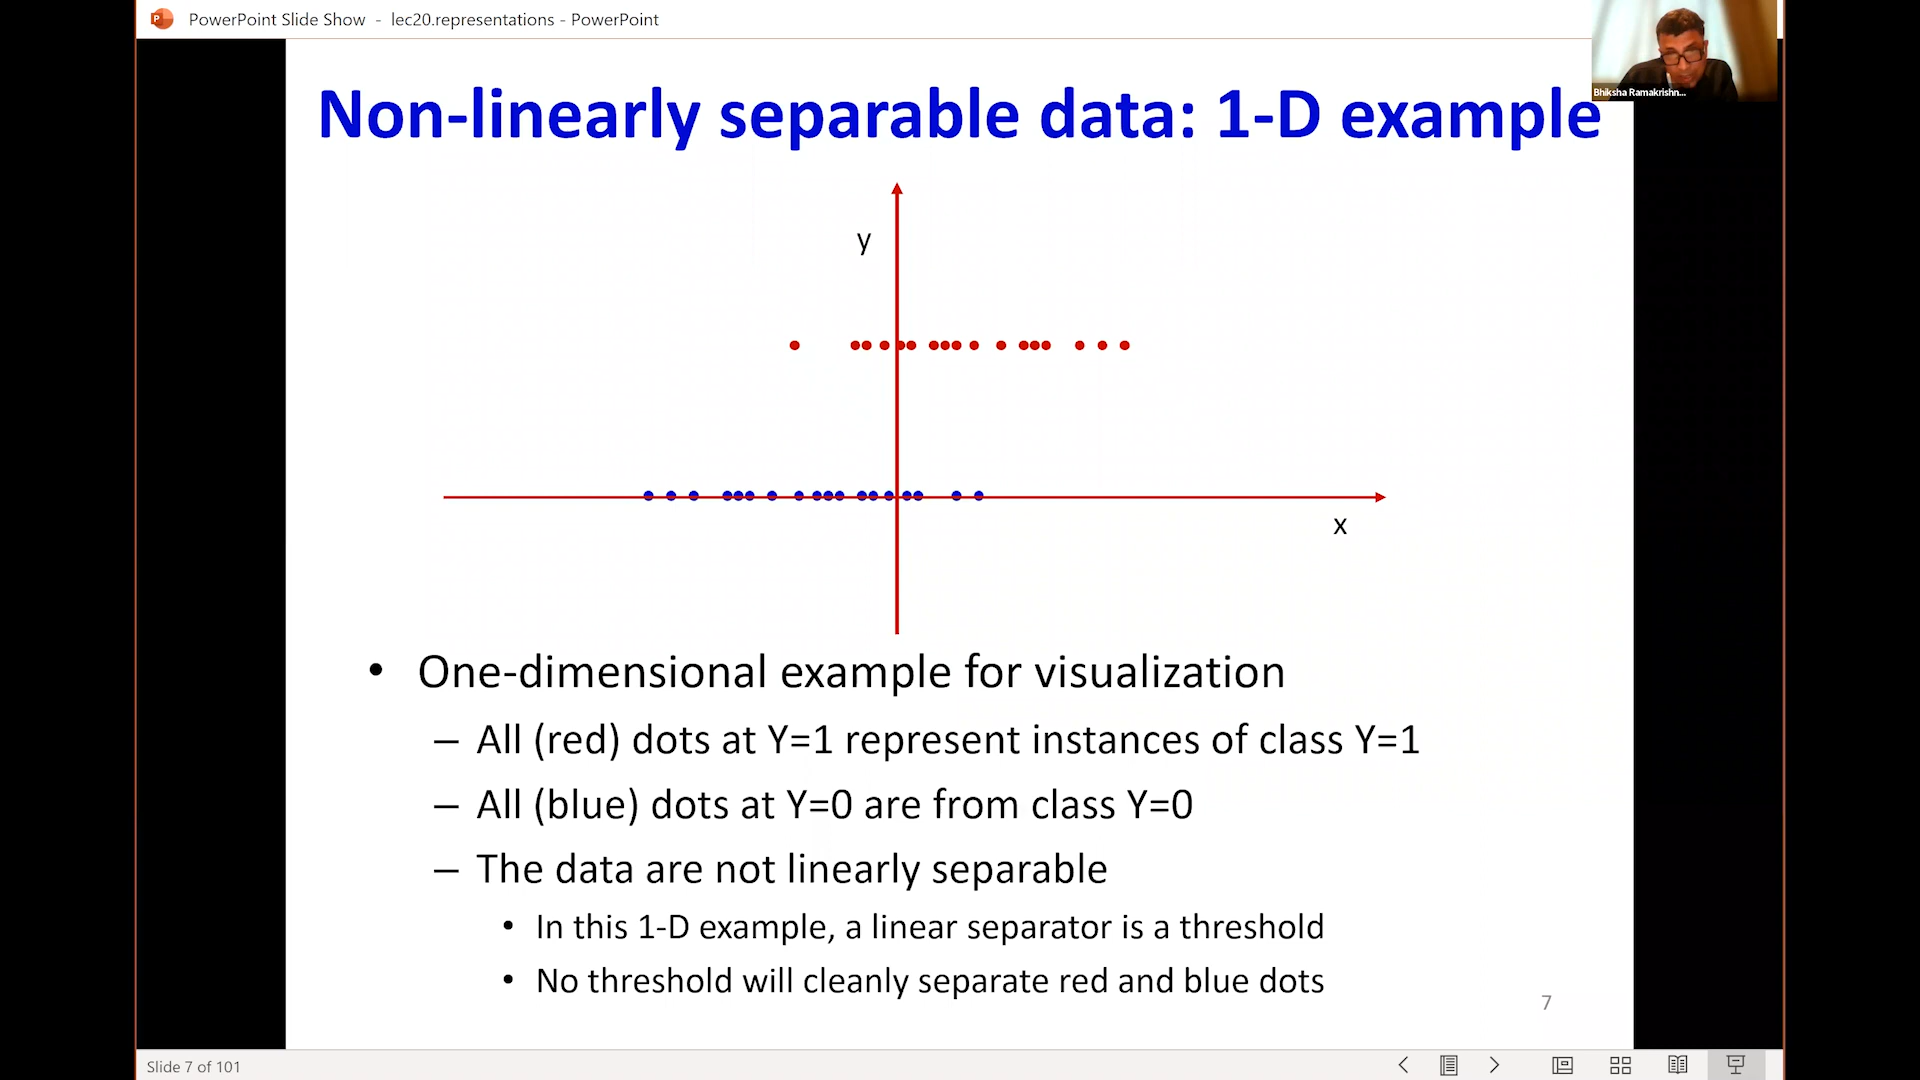 PowerPoint Slide Show - lec20.representations - PowerPoint
Bhiksha Ramakrishn...
Non-linearly separable data: 1-D example
y
x
• One-dimensional example for visualization
– All (red) dots at Y=1 represent instances of class Y=1
– All (blue) dots at Y=0 are from class Y=0
– The data are not linearly separable
• In this 1-D example, a linear separator is a threshold
• No threshold will cleanly separate red and blue dots
7
Slide 7 of 101